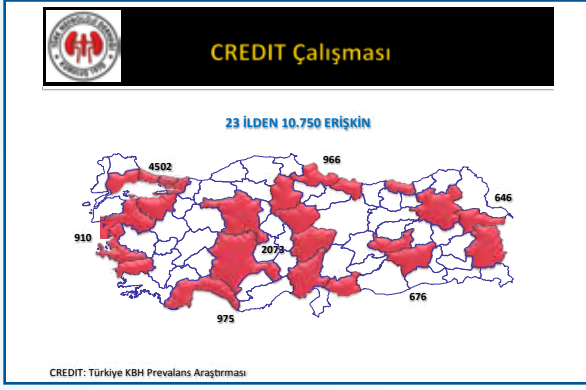 CREDIT Çalışması
23 İLDEN 10.750 ERİŞKİN
4502
966
646
910
2073
676
975
CREDIT: Türkiye KBH Prevalans Araştırması